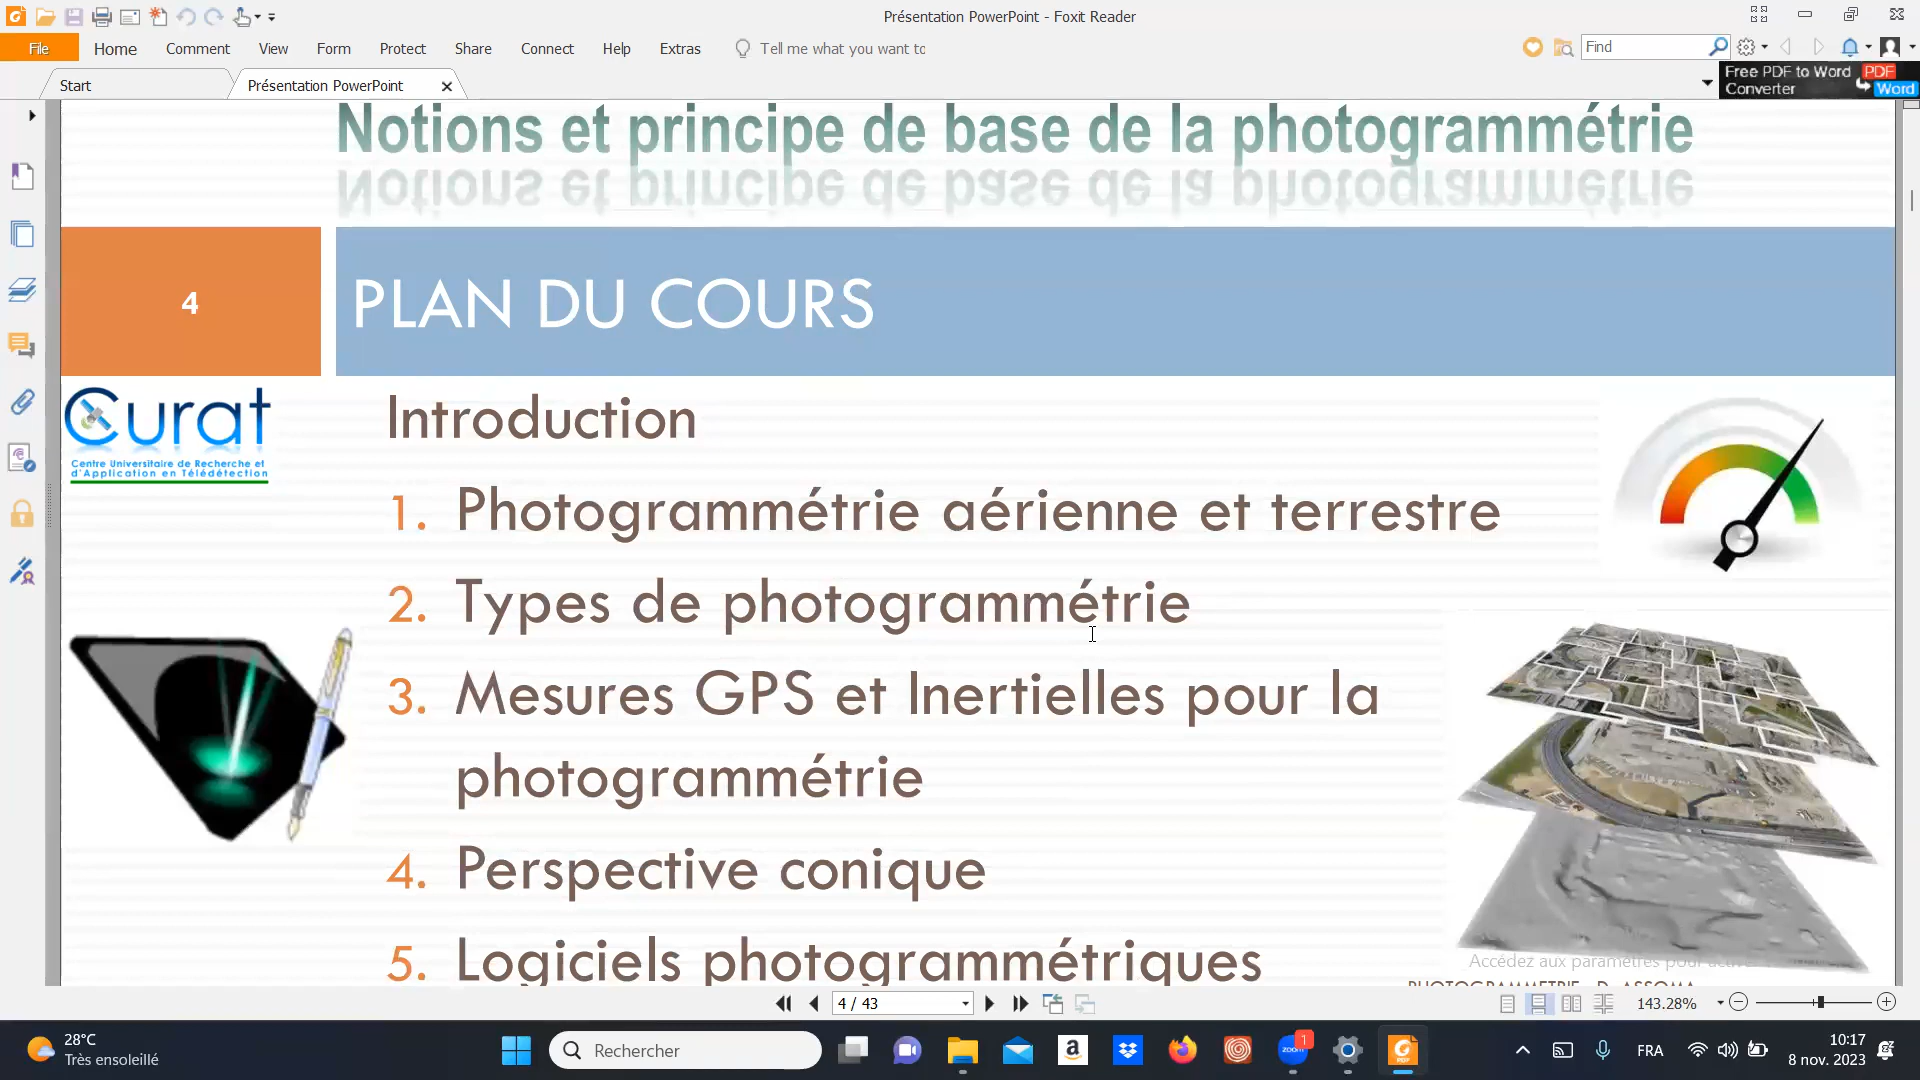 Présentation PowerPoint - Foxit Reader
File Home Comment View Form Protect Share Connect Help Extras Tell me what you want to Find
Start Présentation PowerPoint
Free PDF to Word Converter PDF Word
Notions et principe de base de la photogrammétrie
4
PLAN DU COURS
Curat
Centre Universitaire de Recherche et
d'Application en Télédétection
Introduction
1. Photogrammétrie aérienne et terrestre
2. Types de photogrammétrie
3. Mesures GPS et Inertielles pour la
photogrammétrie
4. Perspective conique
5. Logiciels photogrammétriques
Accédez aux paramètres pour
4 / 43
143.28%
28°C
Très ensoleillé
Rechercher
zoom
1
FRA
10:17
8 nov. 2023